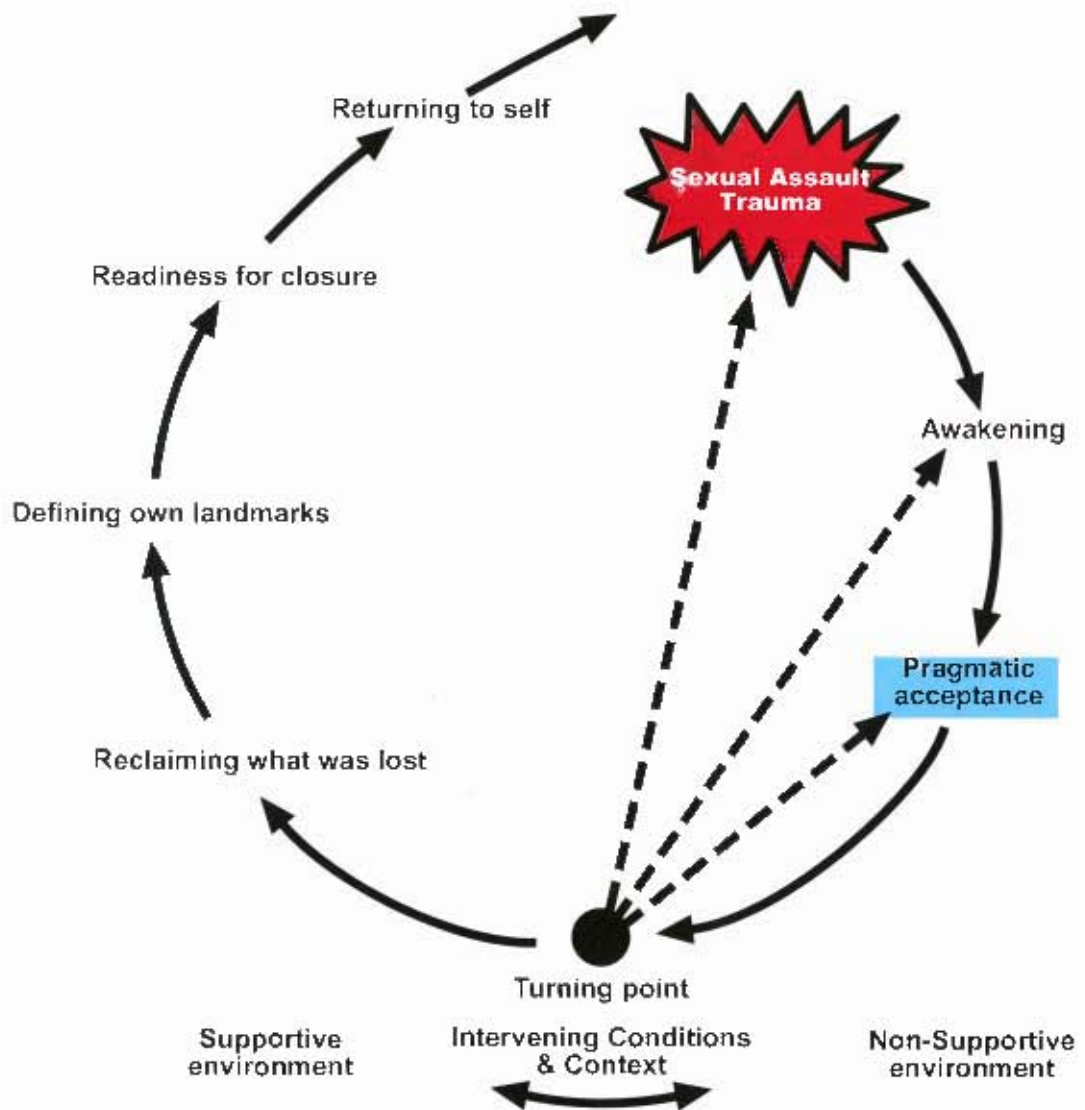 Returning to self
Sexual Assault
Trauma
Readiness for closure
Awakening
Defining own landmarks
Pragmatic
acceptance
Reclaiming what was lost
Turning point
Supportive
environment
Intervening Conditions
& Context
Non-Supportive
environment